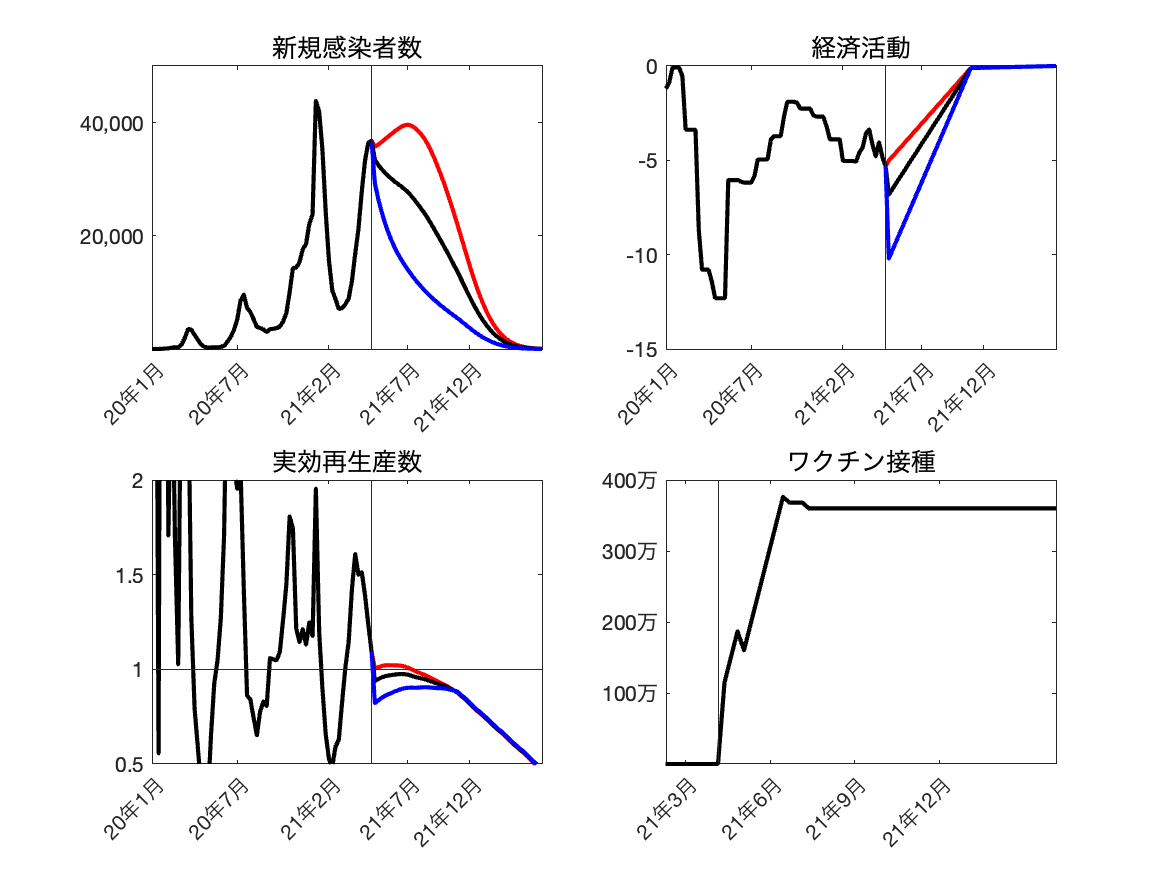 新規感染者数
40,000
20,000
20年1月
20年7月
21年2月
21年7月
21年12月
経済活動
0
-5
-10
-15
20年1月
20年7月
21年2月
21年7月
21年12月
実効再生産数
2
1.5
1
0.5
20年1月
20年7月
21年2月
21年7月
21年12月
ワクチン接種
400万
300万
200万
100万
21年3月
21年6月
21年9月
21年12月